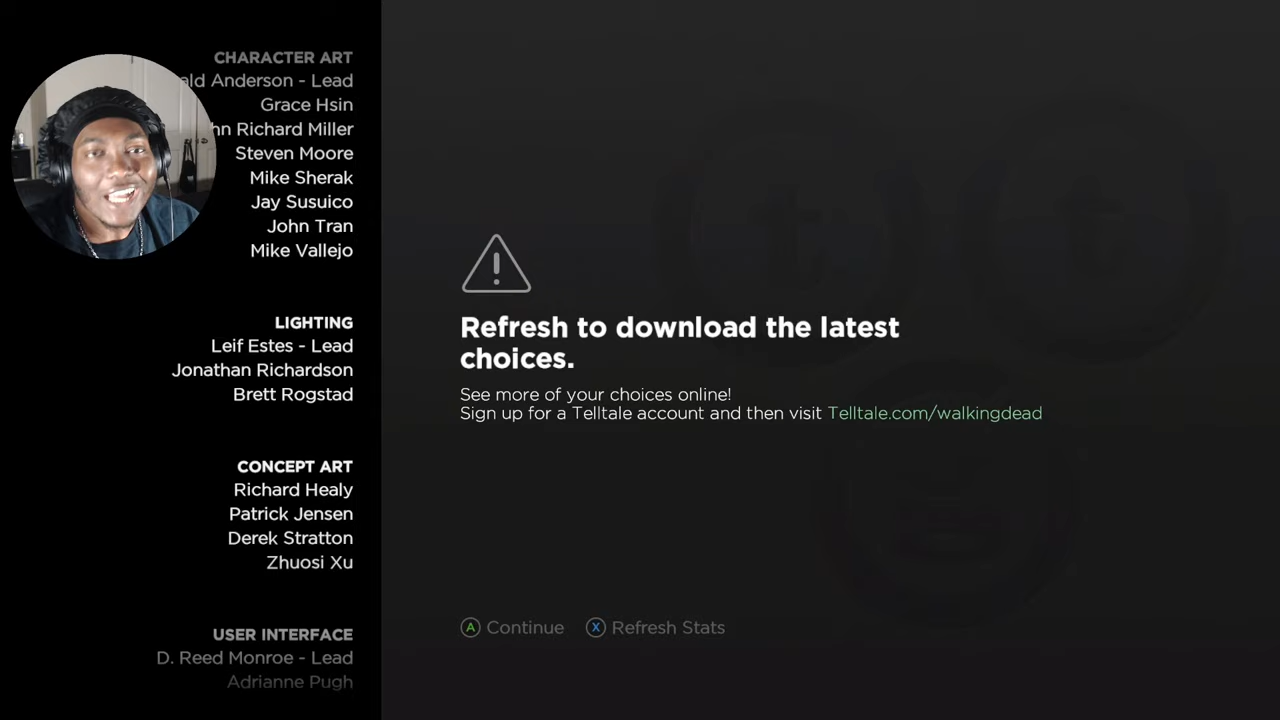 CHARACTER ART
ald Anderson - Lead
Grace Hsin
hn Richard Miller
Steven Moore
Mike Sherak
Jay Susuico
John Tran
Mike Vallejo
LIGHTING
Leif Estes - Lead
Jonathan Richardson
Brett Rogstad
CONCEPT ART
Richard Healy
Patrick Jensen
Derek Stratton
Zhuosi Xu
USER INTERFACE
D. Reed Monroe - Lead
Adrianne Pugh
Refresh to download the latest
choices.
See more of your choices online!
Sign up for a Telltale account and then visit Telltale.com/walkingdead
A Continue X Refresh Stats